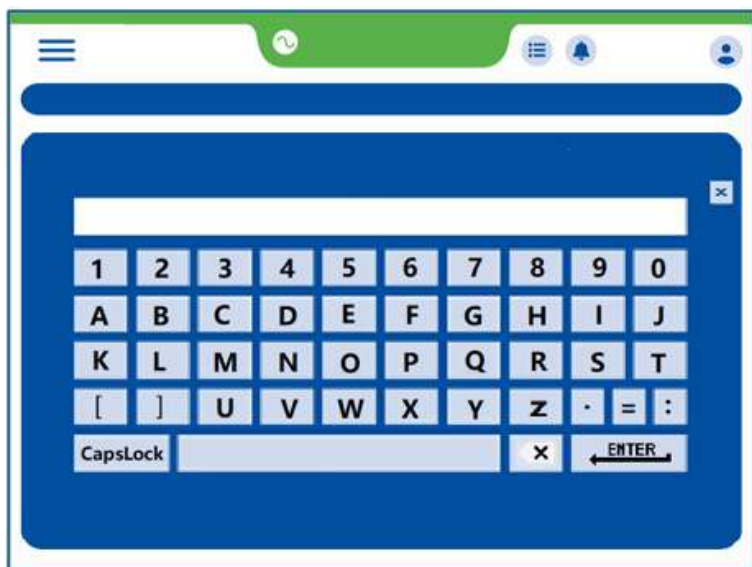 1 2 3 4 5 6 7 8 9 0
A B C D E F G H I J
K L M N O P Q R S T
[ ] U V W X Y Z · = :
CapsLock × ENTER